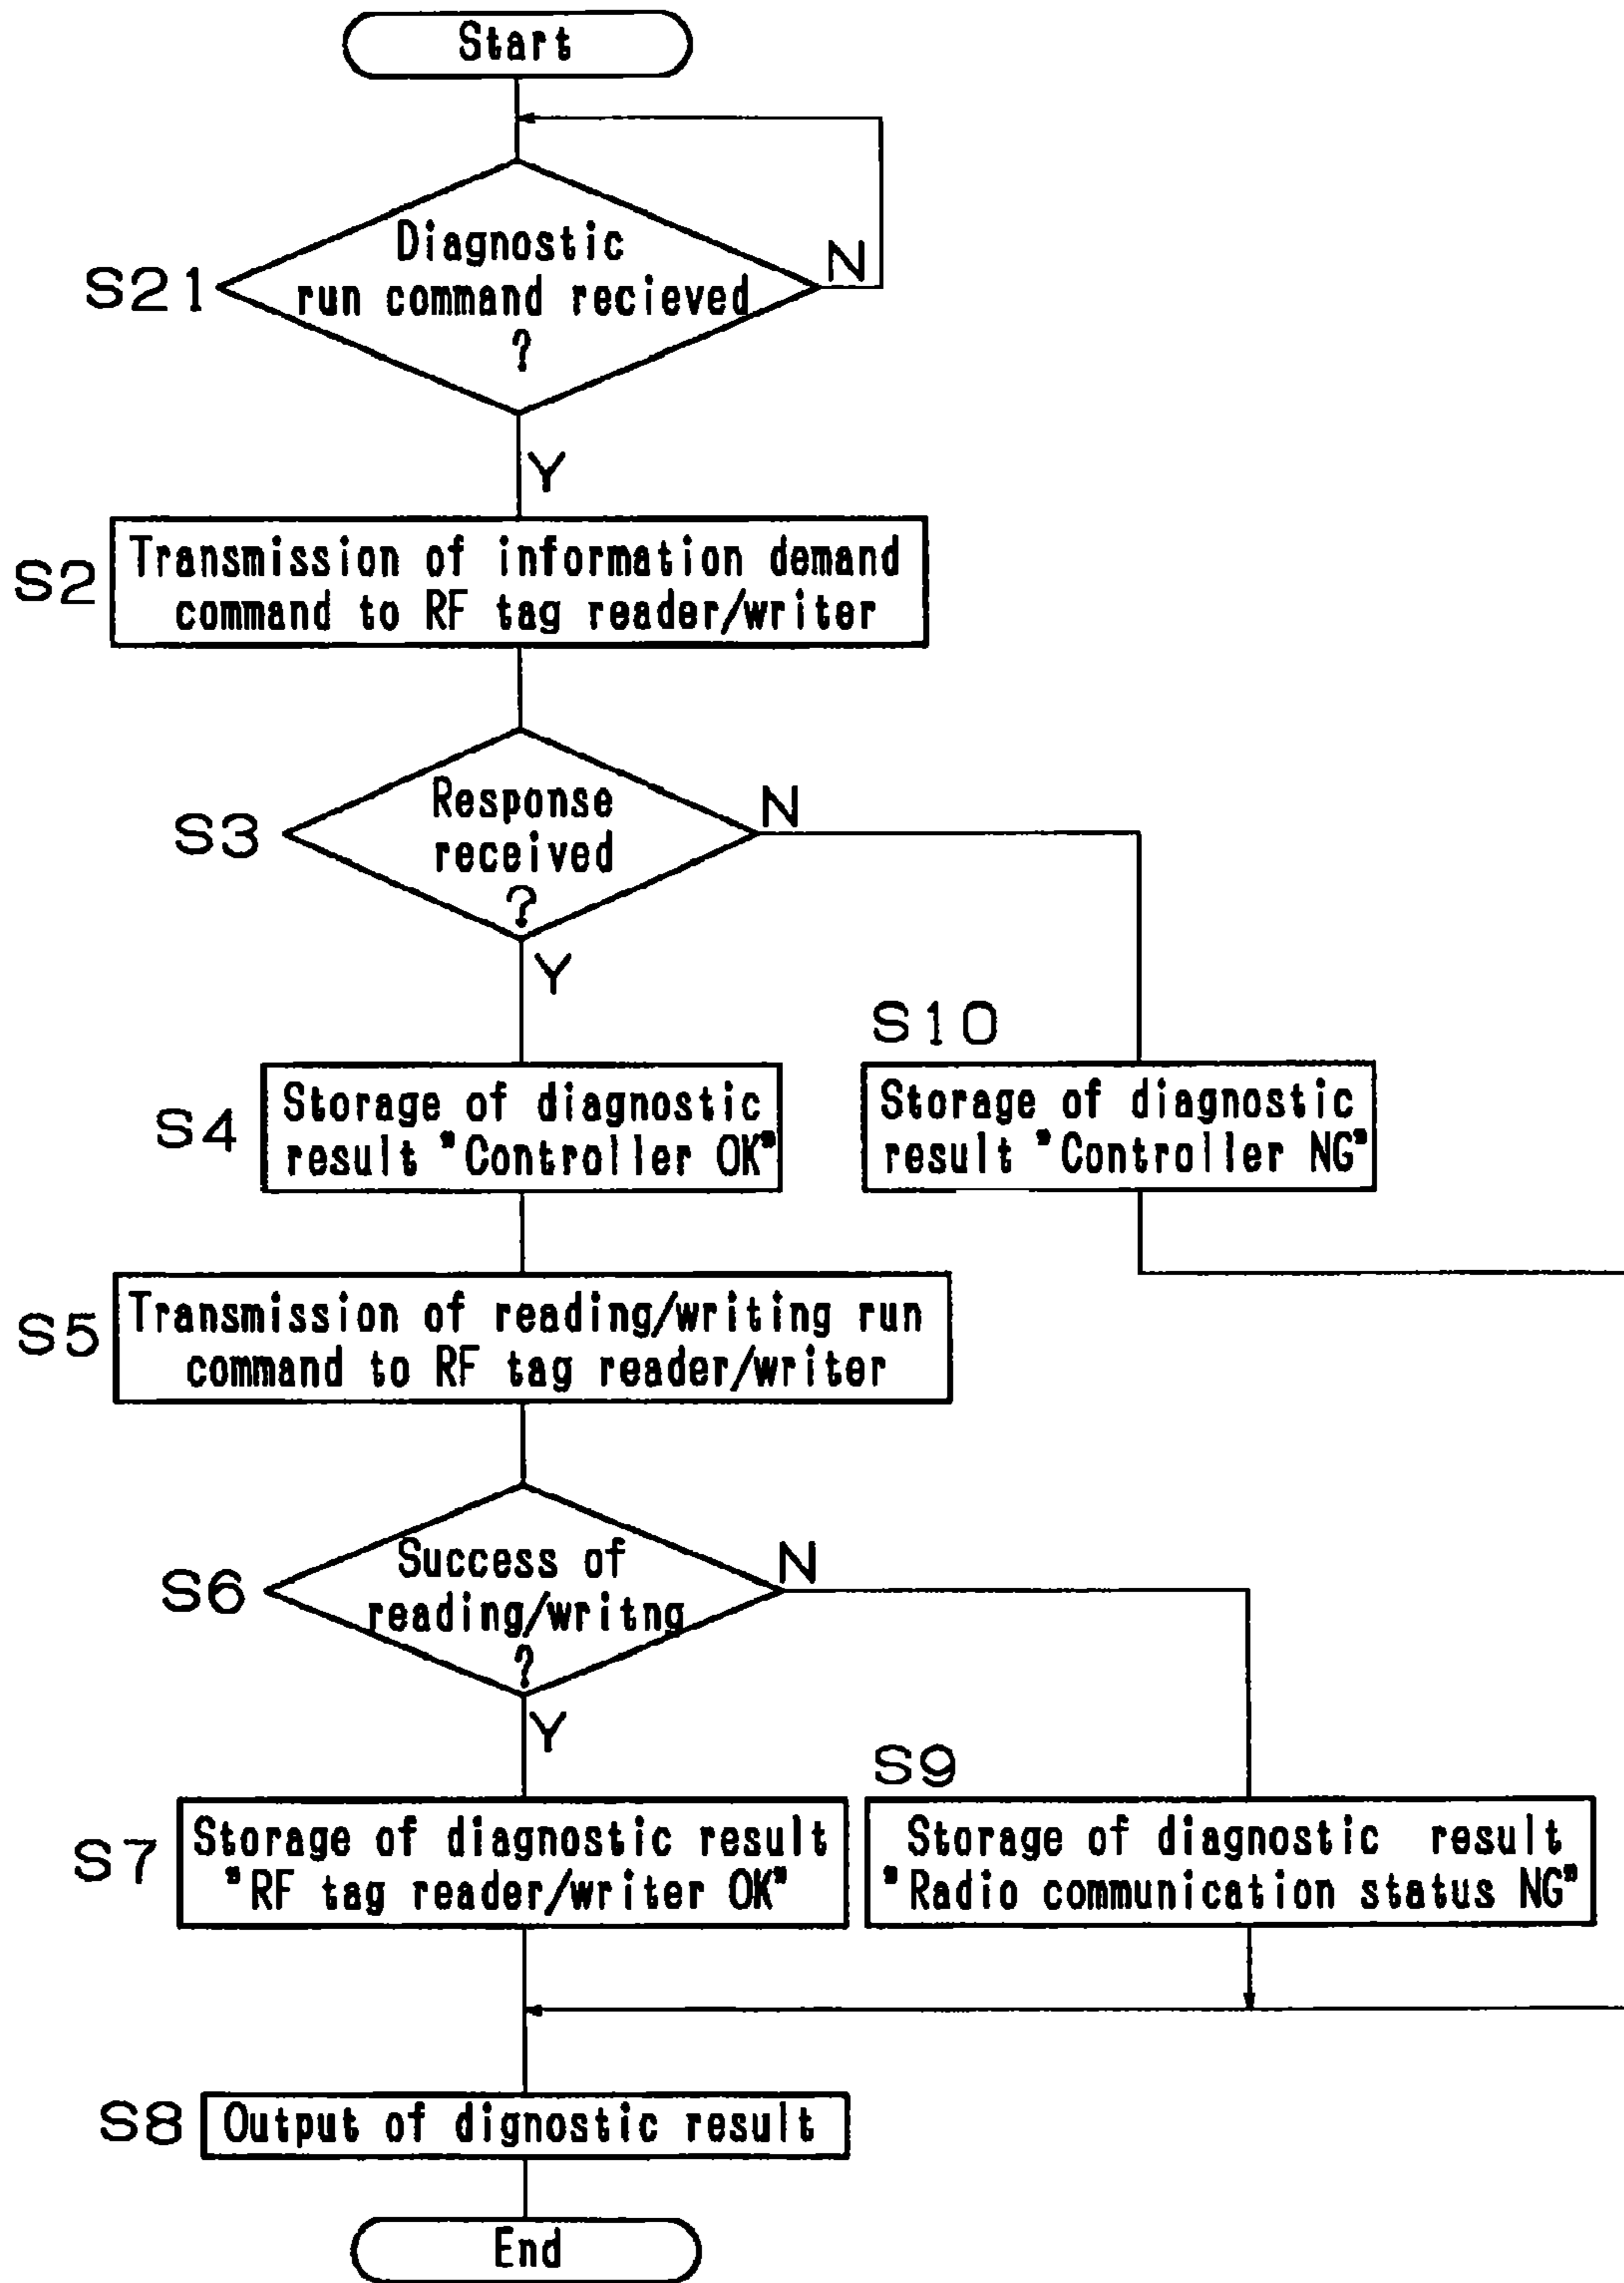 Start
Diagnostic
run command recieved
?
S21
N
Y
S2
Transmission of information demand
command to RF tag reader/writer
S3
Response
received
?
N
Y
S10
S4
Storage of diagnostic
result "Controller OK"
Storage of diagnostic
result "Controller NG"
S5
Transmission of reading/writing run
command to RF tag reader/writer
S6
Success of
reading/writng
?
N
Y
S9
S7
Storage of diagnostic result
"RF tag reader/writer OK"
Storage of diagnostic result
"Radio communication status NG"
S8
Output of dignostic result
End